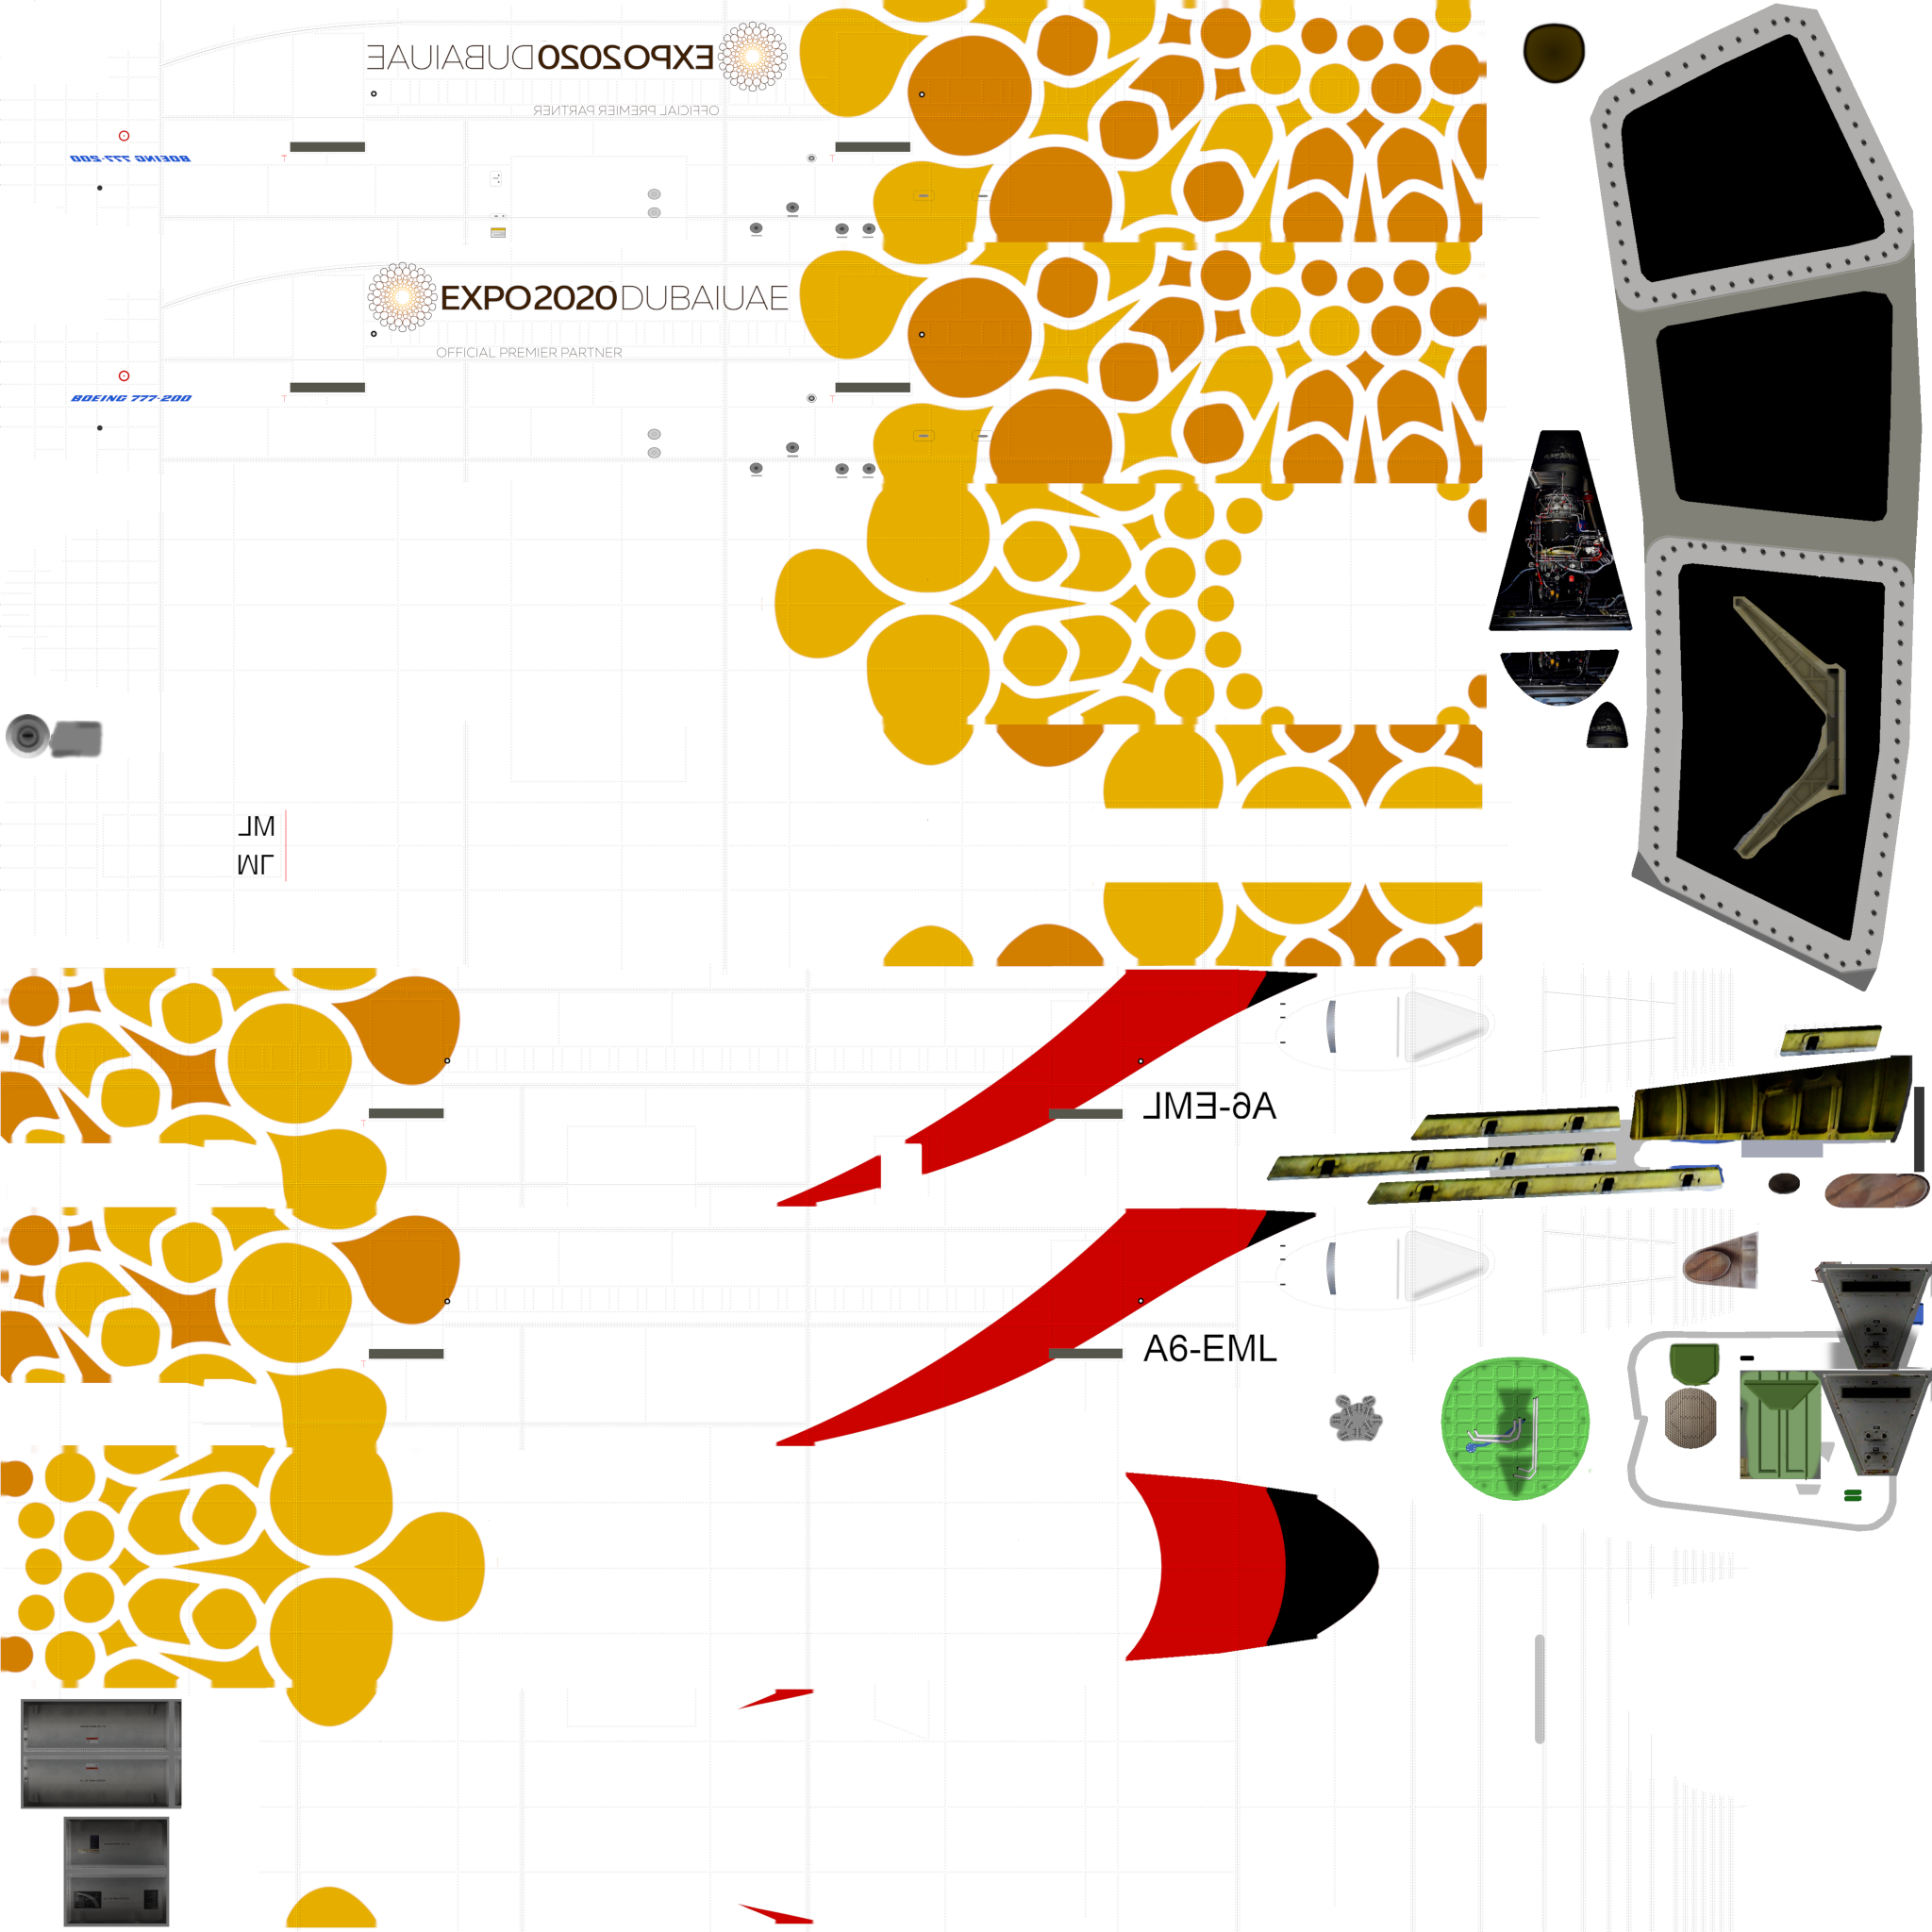 EXPO2020DUBAIUAE
OFFICIAL PREMIER PARTNER
BOEING 777-200
T
T
EXPO2020DUBAIUAE
OFFICIAL PREMIER PARTNER
BOEING 777-200
T
T
ML
ML
A6-EML
T
A6-EML
T